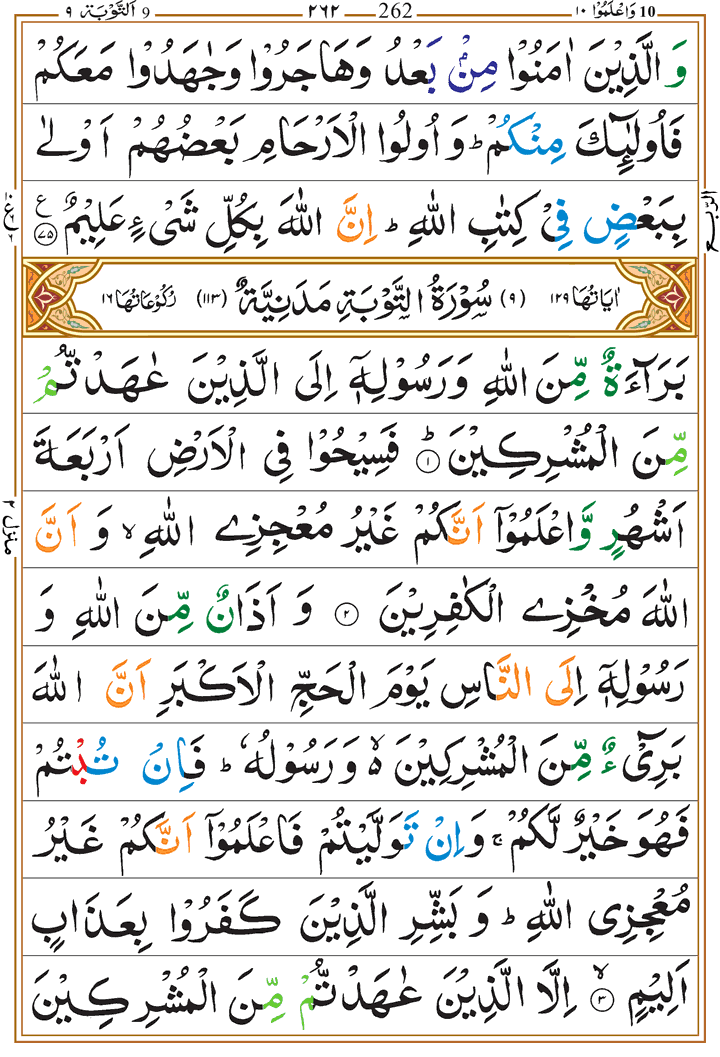 10 وَاعْلَمُوْا ١٠ 262 ٢٦٢ 9 اَلتَّوْبَة ٩
وَ الَّذِيْنَ اٰمَنُوْا مِنْۢ بَعْدُ وَهَاجَرُوْا وَجٰهَدُوْا مَعَكُمْ
فَاُولٰٓئِكَ مِنْكُمْ ؕ وَ اُولُوا الْاَرْحَامِ بَعْضُهُمْ اَوْلٰى
بِبَعْضٍ فِيْ كِتٰبِ اللّٰهِ ؕ اِنَّ اللّٰهَ بِكُلِّ شَيْءٍ عَلِيْمٌ ع ۝٧٥
الربع
اٰيَاتُهَا ١٢٩ (٩) سُوْرَةُ التَّوْبَةِ مَدَنِيَّةٌ (١١٣) رُكُوْعَاتُهَا ١٦
بَرَآءَةٌ مِّنَ اللّٰهِ وَرَسُوْلِهٖۤ اِلَى الَّذِيْنَ عٰهَدْتُّمْ
مِّنَ الْمُشْرِكِيْنَ ؕ۝١ فَسِيْحُوْا فِي الْاَرْضِ اَرْبَعَةَ
اَشْهُرٍ وَّاعْلَمُوْۤا اَنَّكُمْ غَيْرُ مُعْجِزِي اللّٰهِ ۙ وَ اَنَّ
منزل ٢
اللّٰهَ مُخْزِي الْكٰفِرِيْنَ ۝٢ وَ اَذَانٌ مِّنَ اللّٰهِ وَ
رَسُوْلِهٖۤ اِلَى النَّاسِ يَوْمَ الْحَجِّ الْاَكْبَرِ اَنَّ اللّٰهَ
بَرِيْٓءٌ مِّنَ الْمُشْرِكِيْنَ ۙ۬ وَ رَسُوْلُهٗ ؕ فَاِنْ تُبْتُمْ
فَهُوَ خَيْرٌ لَّكُمْ ۚ وَاِنْ تَوَلَّيْتُمْ فَاعْلَمُوْۤا اَنَّكُمْ غَيْرُ
مُعْجِزِي اللّٰهِ ؕ وَ بَشِّرِ الَّذِيْنَ كَفَرُوْا بِعَذَابٍ
اَلِيْمٍ ۙ۝٣ اِلَّا الَّذِيْنَ عٰهَدْتُّمْ مِّنَ الْمُشْرِكِيْنَ